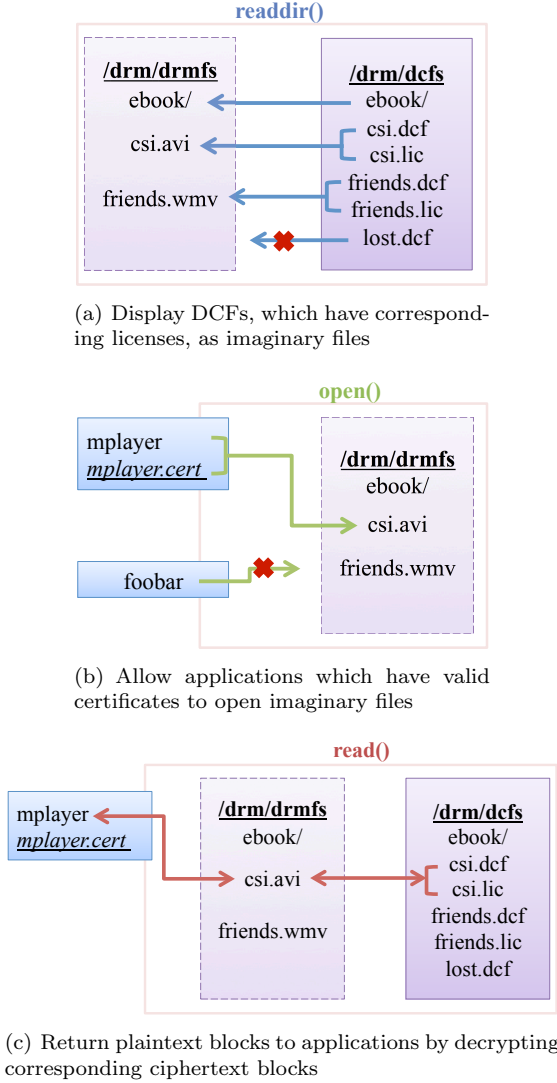 readdir()
/drm/drmfs
ebook/
csi.avi
friends.wmv
/drm/dcfs
ebook/
csi.dcf
csi.lic
friends.dcf
friends.lic
lost.dcf
(a) Display DCFs, which have correspond-
ing licenses, as imaginary files
open()
mplayer
mplayer.cert
foobar
/drm/drmfs
ebook/
csi.avi
friends.wmv
(b) Allow applications which have valid
certificates to open imaginary files
read()
mplayer
mplayer.cert
/drm/drmfs
ebook/
csi.avi
friends.wmv
/drm/dcfs
ebook/
csi.dcf
csi.lic
friends.dcf
friends.lic
lost.dcf
(c) Return plaintext blocks to applications by decrypting
corresponding ciphertext blocks